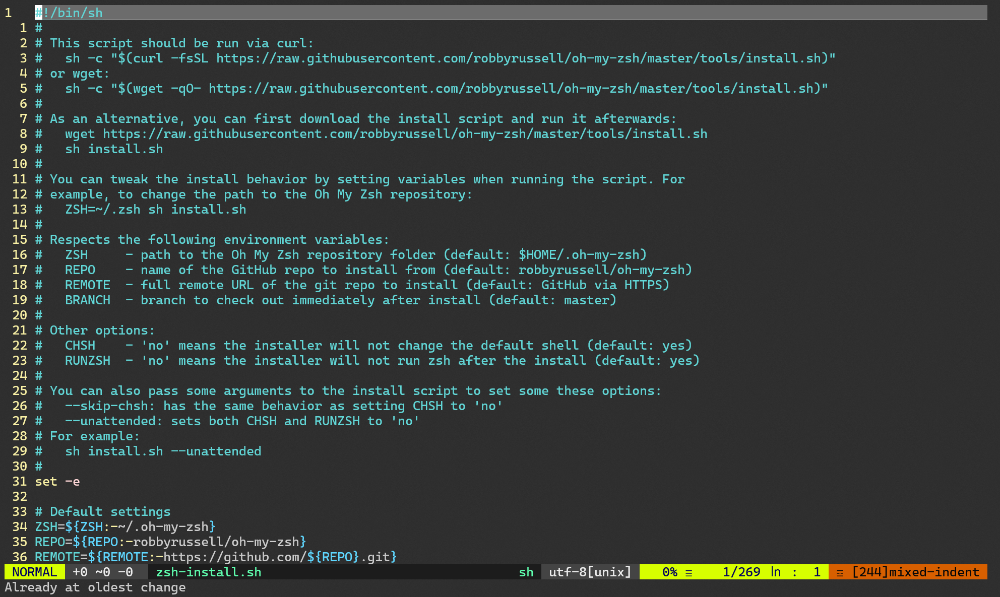 1   #!/bin/sh
  1 #
  2 # This script should be run via curl:
  3 #   sh -c "$(curl -fsSL https://raw.githubusercontent.com/robbyrussell/oh-my-zsh/master/tools/install.sh)"
  4 # or wget:
  5 #   sh -c "$(wget -qO- https://raw.githubusercontent.com/robbyrussell/oh-my-zsh/master/tools/install.sh)"
  6 #
  7 # As an alternative, you can first download the install script and run it afterwards:
  8 #   wget https://raw.githubusercontent.com/robbyrussell/oh-my-zsh/master/tools/install.sh
  9 #   sh install.sh
 10 #
 11 # You can tweak the install behavior by setting variables when running the script. For
 12 # example, to change the path to the Oh My Zsh repository:
 13 #   ZSH=~/.zsh sh install.sh
 14 #
 15 # Respects the following environment variables:
 16 #   ZSH     - path to the Oh My Zsh repository folder (default: $HOME/.oh-my-zsh)
 17 #   REPO    - name of the GitHub repo to install from (default: robbyrussell/oh-my-zsh)
 18 #   REMOTE  - full remote URL of the git repo to install (default: GitHub via HTTPS)
 19 #   BRANCH  - branch to check out immediately after install (default: master)
 20 #
 21 # Other options:
 22 #   CHSH    - 'no' means the installer will not change the default shell (default: yes)
 23 #   RUNZSH  - 'no' means the installer will not run zsh after the install (default: yes)
 24 #
 25 # You can also pass some arguments to the install script to set some these options:
 26 #   --skip-chsh: has the same behavior as setting CHSH to 'no'
 27 #   --unattended: sets both CHSH and RUNZSH to 'no'
 28 # For example:
 29 #   sh install.sh --unattended
 30 #
 31 set -e
 32
 33 # Default settings
 34 ZSH=${ZSH:-~/.oh-my-zsh}
 35 REPO=${REPO:-robbyrussell/oh-my-zsh}
 36 REMOTE=${REMOTE:-https://github.com/${REPO}.git}
 NORMAL  +0 ~0 -0   zsh-install.sh   sh  utf-8[unix]   0% ☰   1/269 ln :  1  ☲ [244]mixed-indent
Already at oldest change